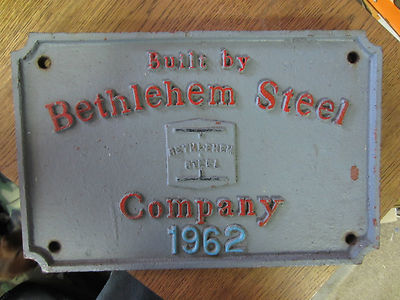 Built by
Bethlehem Steel
BETHLEHEM
STEEL
Company
1962